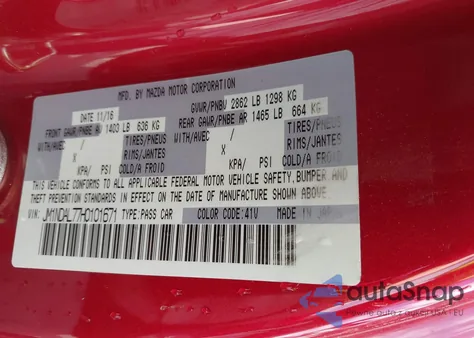 MFD. BY MAZDA MOTOR CORPORATION
DATE 11/16 GVWR/PNBV 2862 LB 1298 KG
FRONT GAWR/PNBE AV 1403 LB 636 KG REAR GAWR/PNBE AR 1465 LB 664 KG
WITH/AVEC / TIRES/PNEUS WITH/AVEC / TIRES/PNEUS
X RIMS/JANTES X RIMS/JANTES
KPA/ PSI COLD/A FROID KPA/ PSI COLD/A FROID
THIS VEHICLE CONFORMS TO ALL APPLICABLE FEDERAL MOTOR VEHICLE SAFETY, BUMPER AND
THEFT PREVENTION STANDARDS IN EFFECT ON THE DATE OF MANUFACTURE SHOWN ABOVE.
VIN: JM1NDAL77H0101671 TYPE:PASS CAR COLOR CODE:41V MADE IN JAPAN
autaSnap